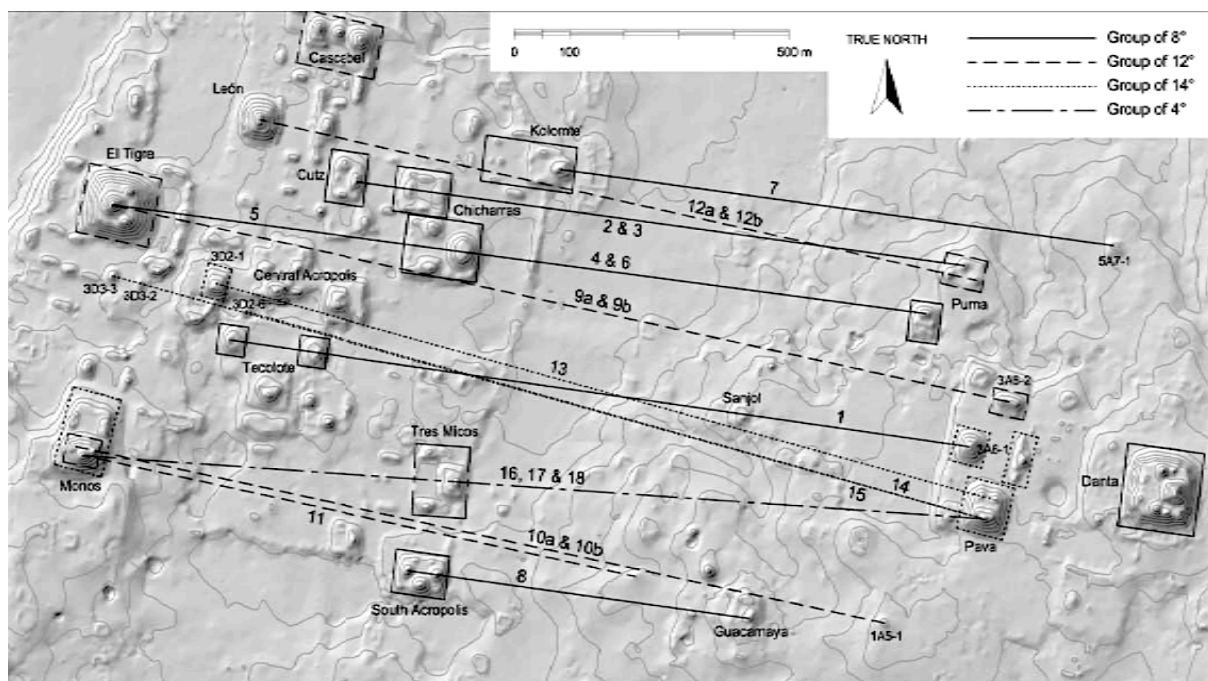 Cascabel
León
El Tigre
Cutz
Chicharras
Kolomte'
0 100 500 m
TRUE NORTH
Group of 8°
Group of 12°
Group of 14°
Group of 4°
7
12a & 12b
2 & 3
5
4 & 6
5A7-1
3D2-1
Central Acropolis
3D3-3
3D3-2
3D2-6
9a & 9b
Puma
Tecolote
13
3A8-2
Sanjol
1
3A6-1
Tres Micos
Monos
16, 17 & 18
15
14
Danta
Pava
11
10a & 10b
8
South Acropolis
Guacamaya
1A5-1